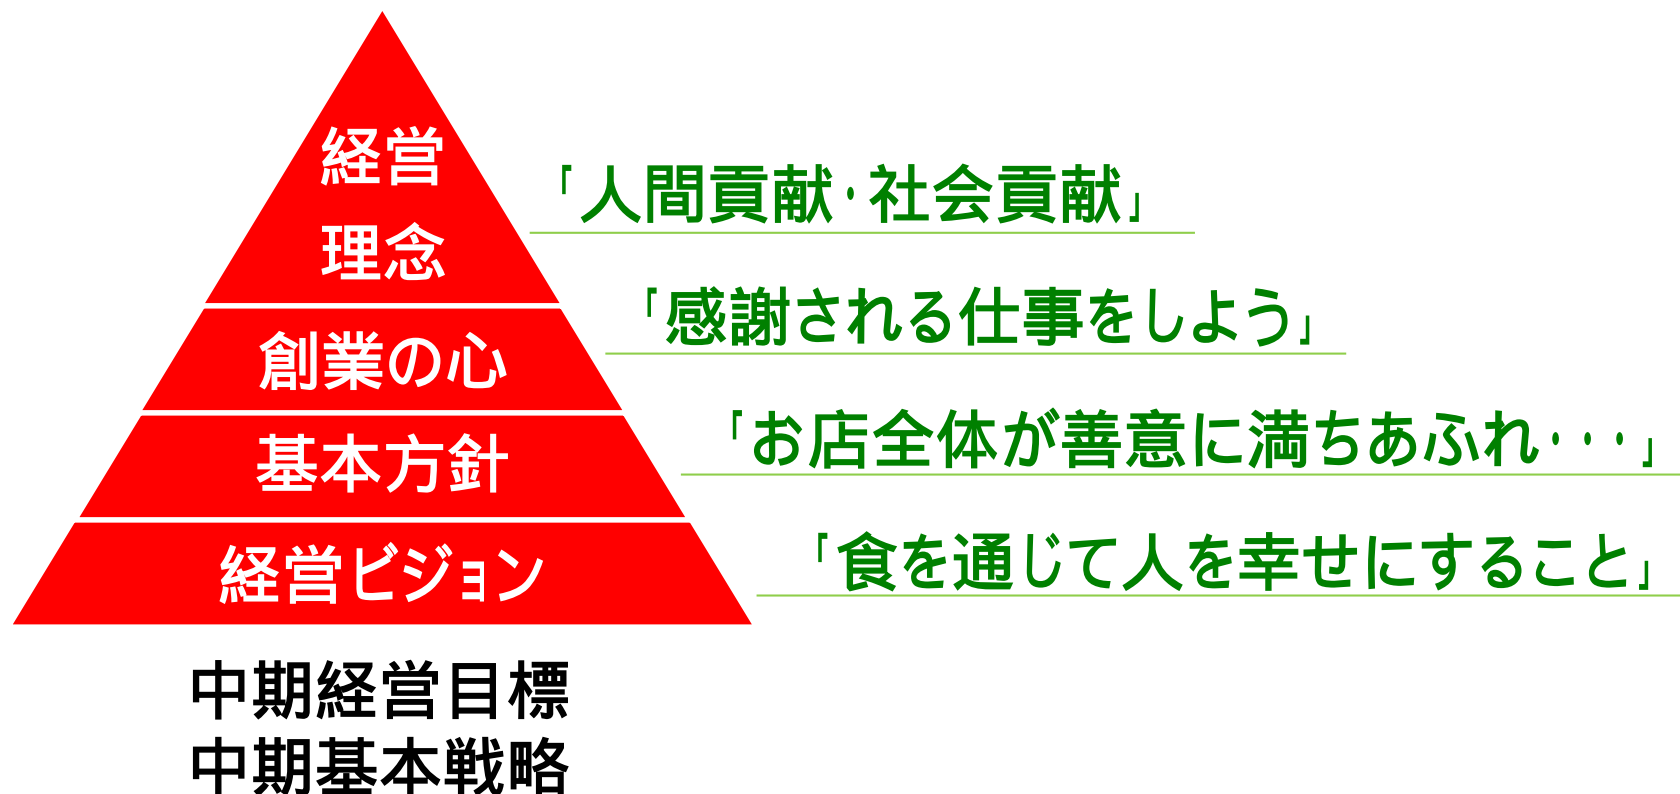 経営
理念
「人間貢献・社会貢献」
創業の心
「感謝される仕事をしよう」
基本方針
「お店全体が善意に満ちあふれ・・・」
経営ビジョン
「食を通じて人を幸せにすること」
中期経営目標
中期基本戦略